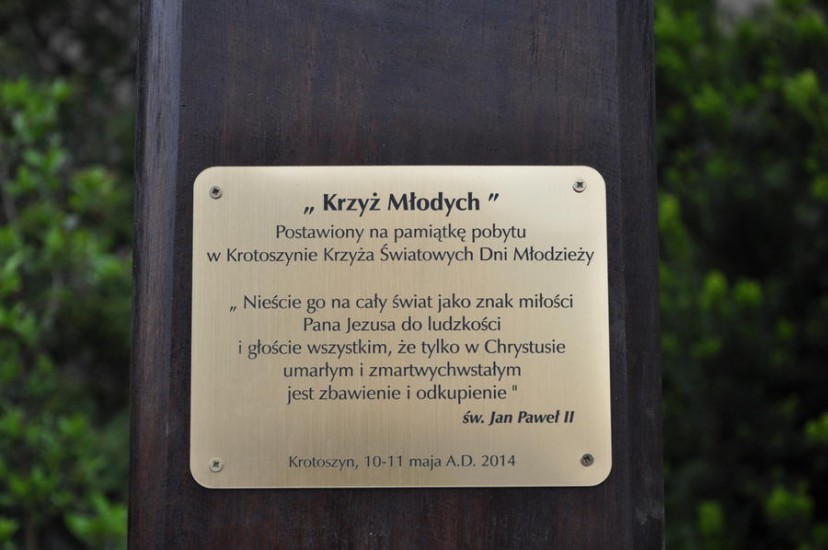 „ Krzyż Młodych ”
Postawiony na pamiątkę pobytu
w Krotoszynie Krzyża Światowych Dni Młodzieży
„ Nieście go na cały świat jako znak miłości
Pana Jezusa do ludzkości
i głoście wszystkim, że tylko w Chrystusie
umarłym i zmartwychwstałym
jest zbawienie i odkupienie "
św. Jan Paweł II
Krotoszyn, 10-11 maja A.D. 2014